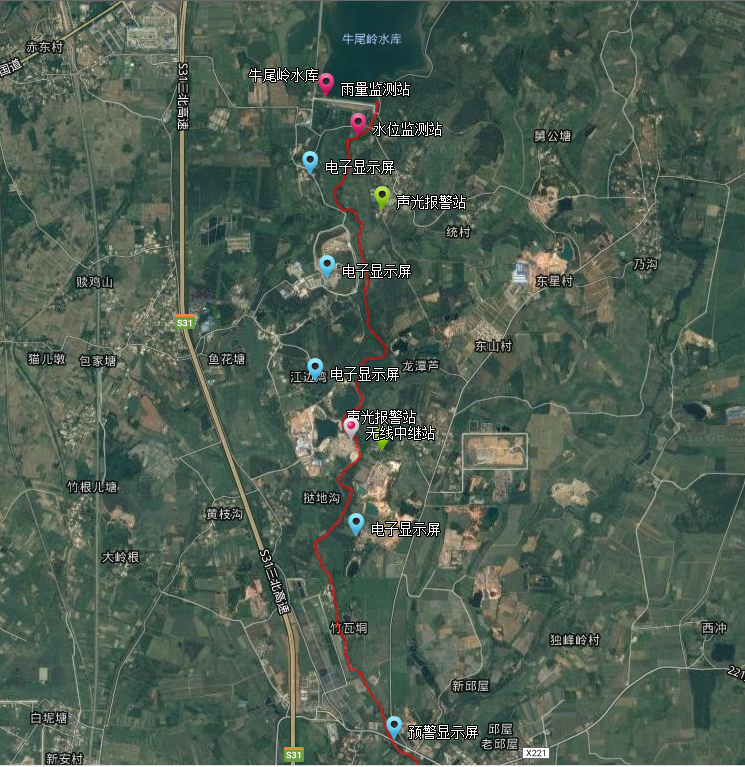 牛尾岭水库
赤东村
国道
牛尾岭水库
雨量监测站
S31三北高速
水位监测站
舅公塘
电子显示屏
声光报警站
统村
乃沟
电子显示屏
赎鸡山
东星村
S31
东山村
猫儿墩
包家塘
鱼花塘
龙潭芦
电子显示屏
声光报警站
无线中继站
竹根儿塘
挞地沟
黄枝沟
电子显示屏
大岭根
S31三北高速
竹瓦垌
独峰岭村
西冲
221
新邱屋
白坭塘
预警显示屏
邱屋
老邱屋
新安村
S31
X221